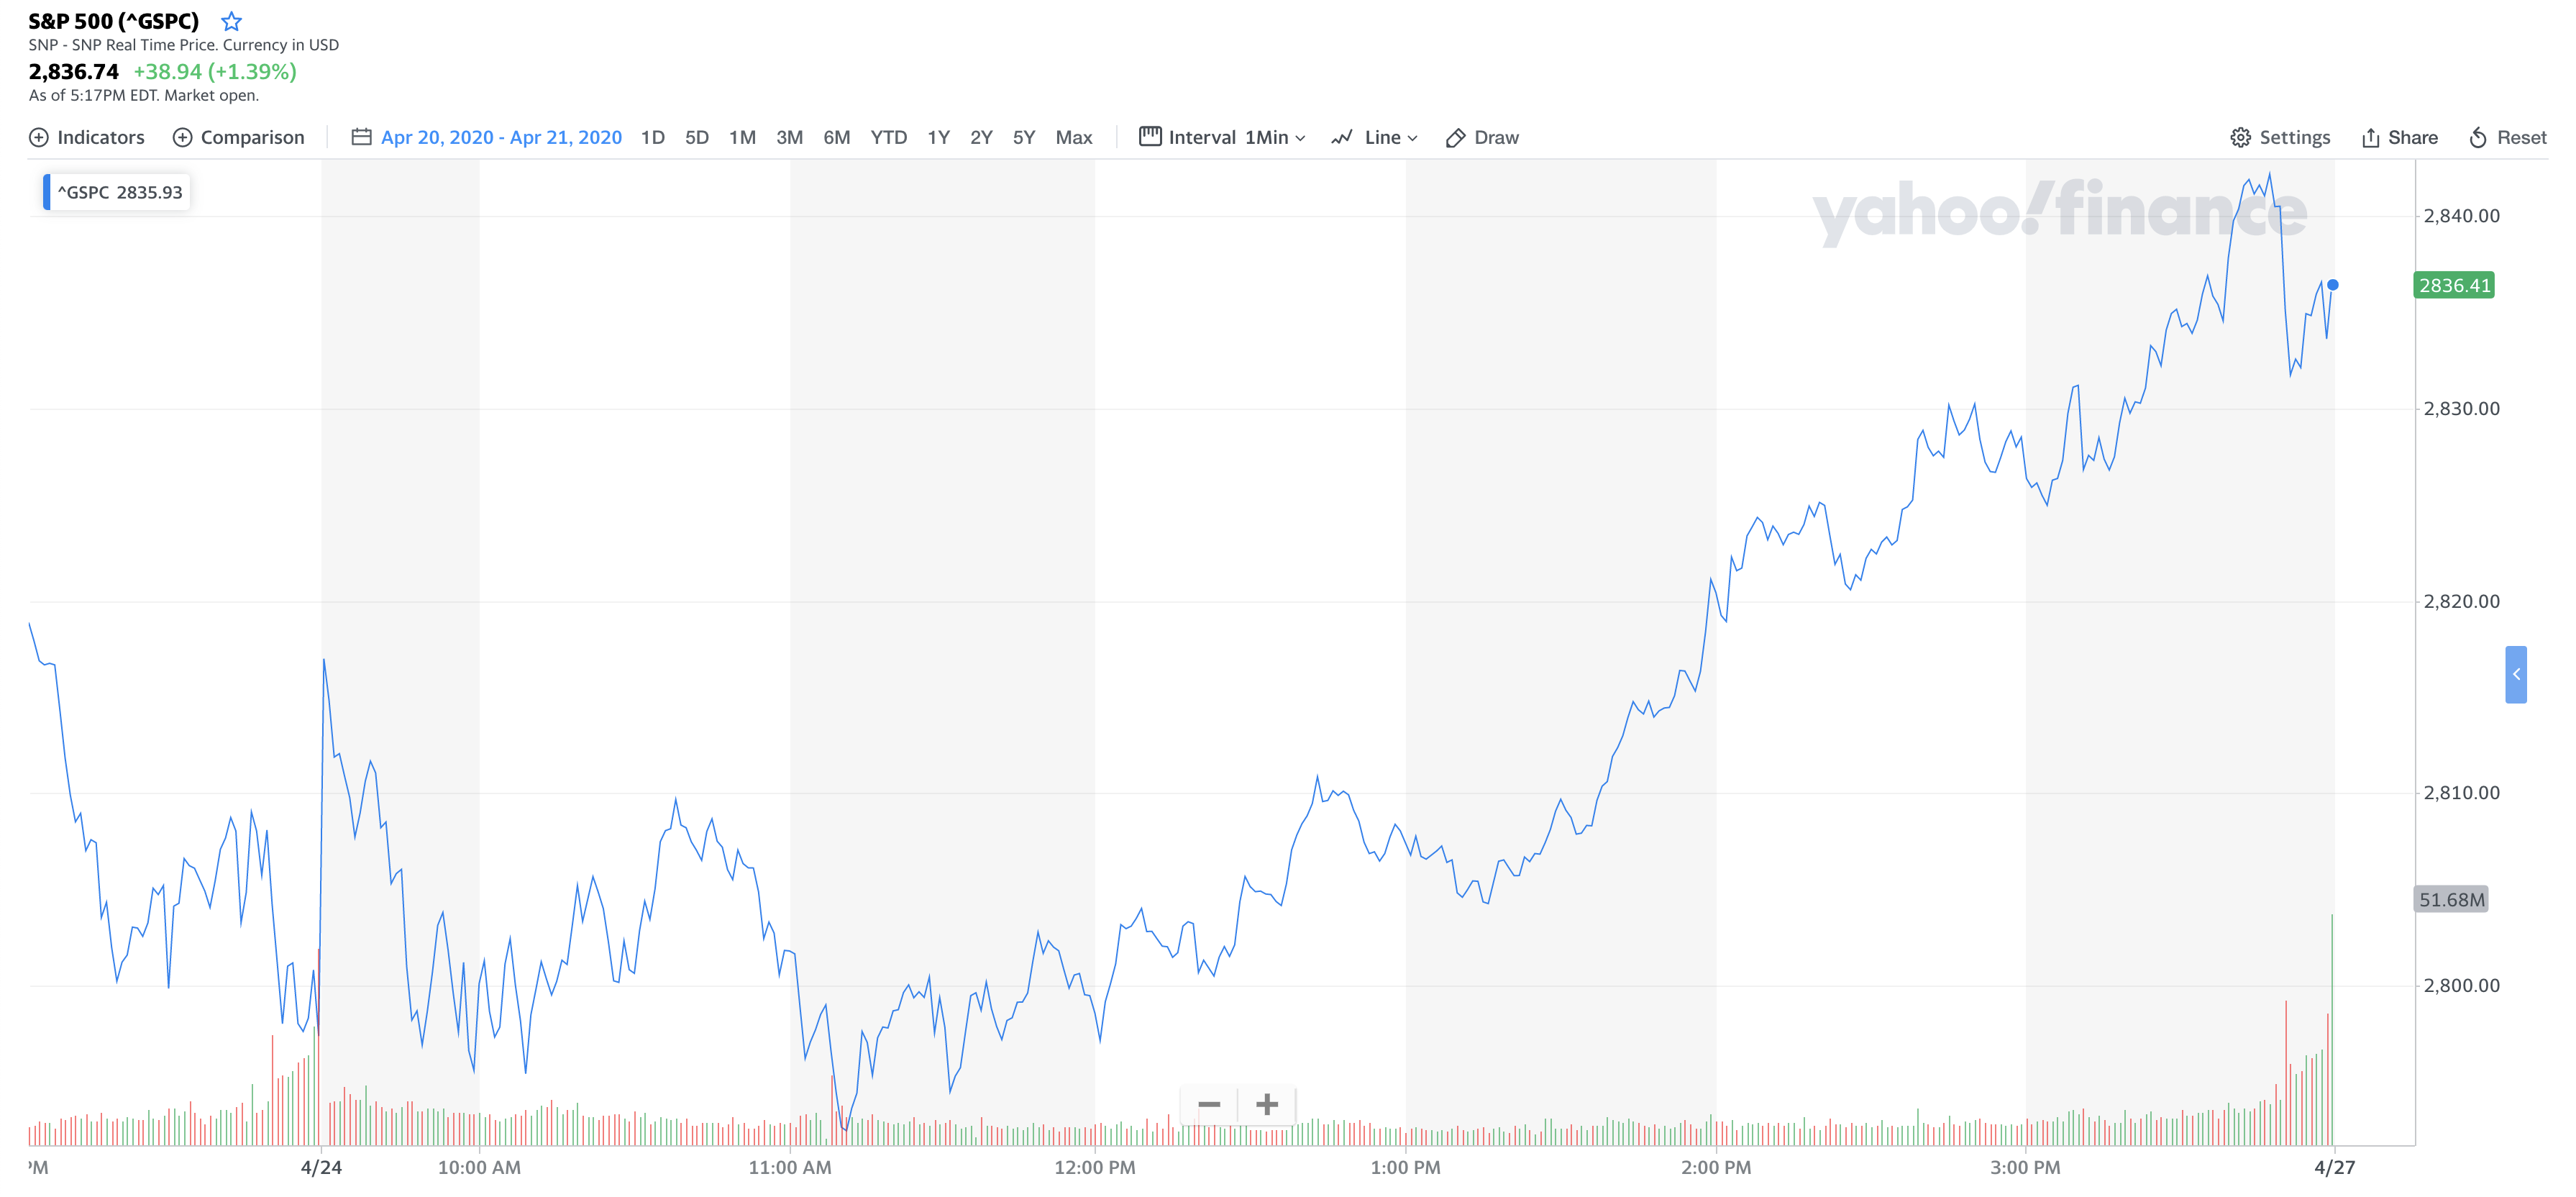 S&P 500 (^GSPC)
SNP - SNP Real Time Price. Currency in USD
2,836.74 +38.94 (+1.39%)
As of 5:17PM EDT. Market open.
Indicators Comparison Apr 20, 2020 - Apr 21, 2020 1D 5D 1M 3M 6M YTD 1Y 2Y 5Y Max Interval 1Min Line Draw Settings Share Reset
^GSPC 2835.93
yahoo!finance
2,840.00
2836.41
2,830.00
2,820.00
2,810.00
51.68M
2,800.00
PM 4/24 10:00 AM 11:00 AM 12:00 PM 1:00 PM 2:00 PM 3:00 PM 4/27